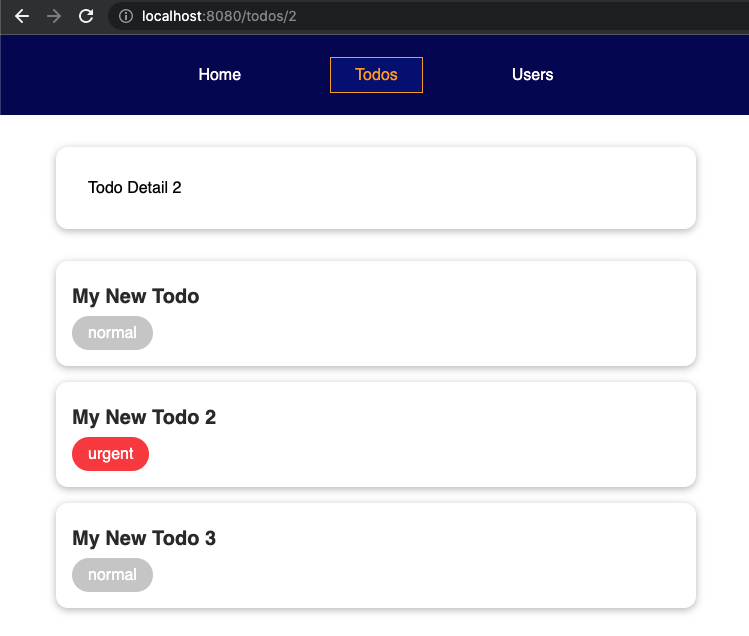 localhost:8080/todos/2
Home Todos Users
Todo Detail 2
My New Todo
normal
My New Todo 2
urgent
My New Todo 3
normal